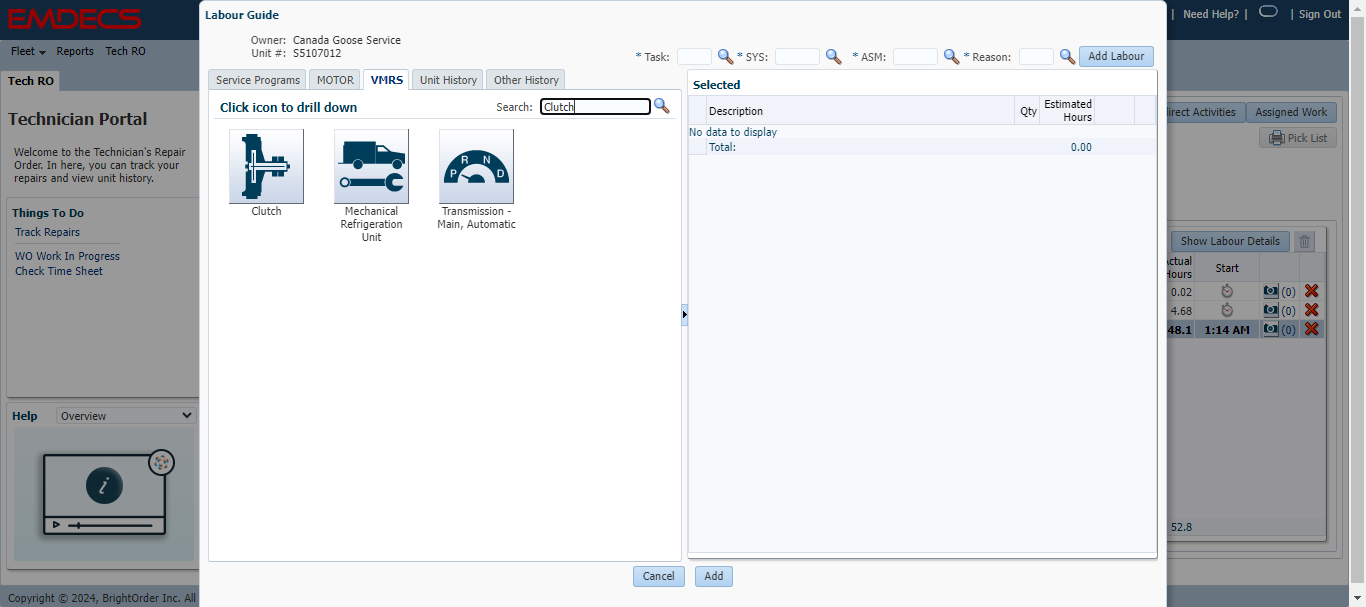 EMDECS
Labour Guide
| Need Help? | | Sign Out
Owner: Canada Goose Service
Unit #: S5107012
Fleet Reports Tech RO
* Task: * SYS: * ASM: * Reason: Add Labour
Tech RO
Service Programs MOTOR VMRS Unit History Other History
Selected
Click icon to drill down Search: Clutch
Description Qty Estimated
Hours
No data to display
Total: 0.00
irect Activities Assigned Work
Pick List
Technician Portal
Welcome to the Technician's Repair
Order. In here, you can track your
repairs and view unit history.
P R N D
Clutch
Mechanical
Refrigeration
Unit
Transmission -
Main, Automatic
Things To Do
Track Repairs
WO Work In Progress
Check Time Sheet
Show Labour Details
ctual
Hours Start
0.02 (0)
4.68 (0)
48.1 1:14 AM (0)
52.8
Help Overview
i
Cancel Add
Copyright © 2024, BrightOrder Inc. All